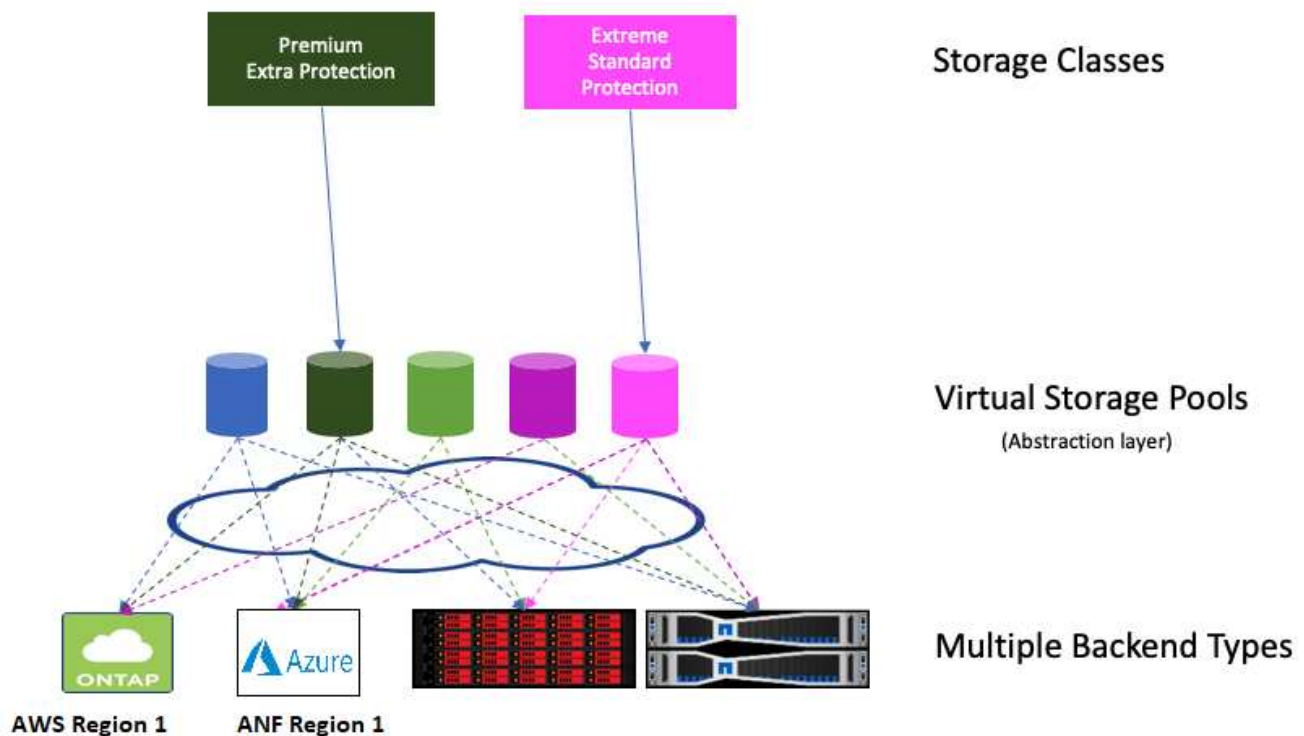 Premium
Extra Protection
Extreme
Standard
Protection
Storage Classes
Virtual Storage Pools
(Abstraction layer)
ONTAP
Azure
Multiple Backend Types
AWS Region 1
ANF Region 1